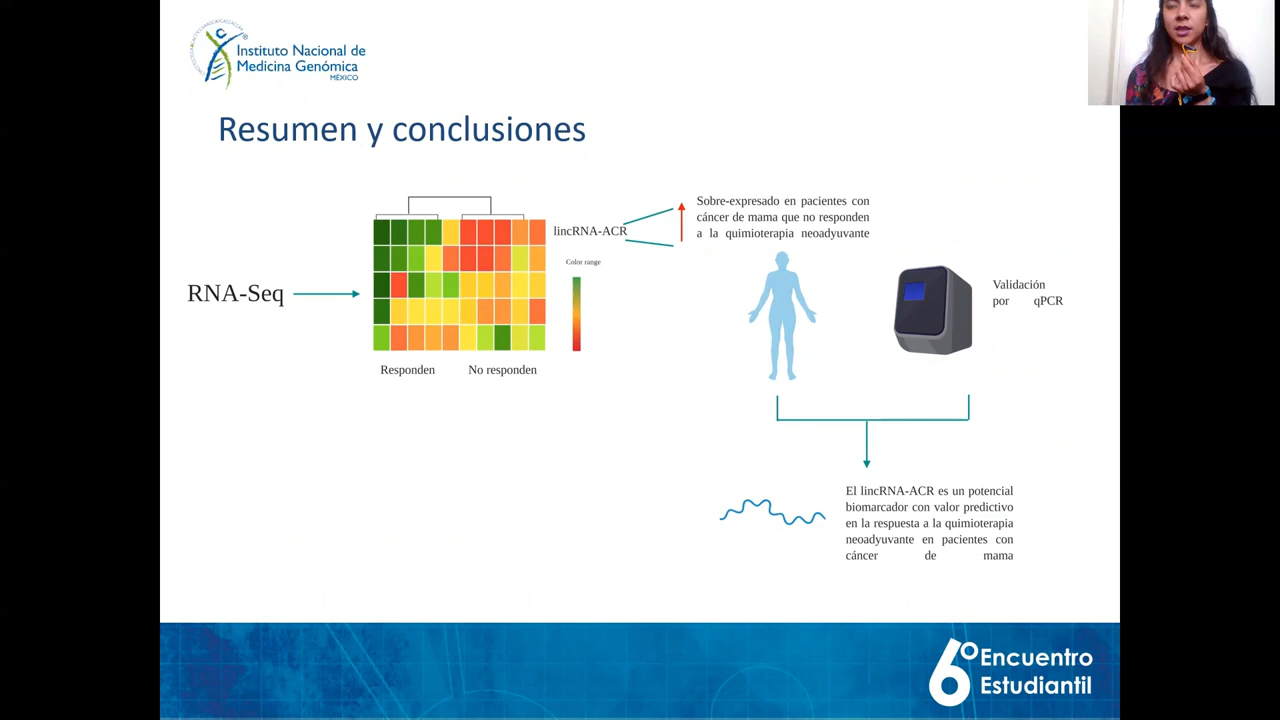 Instituto Nacional de
Medicina Genómica
MÉXICO
Resumen y conclusiones
RNA-Seq
lincRNA-ACR
Color range
Responden
No responden
Sobre-expresado en pacientes con
cáncer de mama que no responden
a la quimioterapia neoadyuvante
Validación
por qPCR
El lincRNA-ACR es un potencial
biomarcador con valor predictivo
en la respuesta a la quimioterapia
neoadyuvante en pacientes con
cáncer de mama
6º Encuentro
Estudiantil